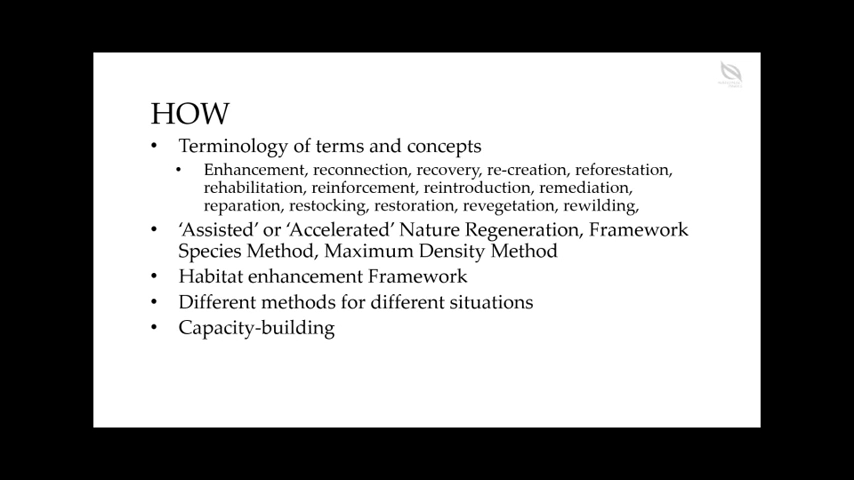 HOW
• Terminology of terms and concepts
• Enhancement, reconnection, recovery, re-creation, reforestation,
rehabilitation, reinforcement, reintroduction, remediation,
reparation, restocking, restoration, revegetation, rewilding,
• ‘Assisted’ or ‘Accelerated’ Nature Regeneration, Framework
Species Method, Maximum Density Method
• Habitat enhancement Framework
• Different methods for different situations
• Capacity-building